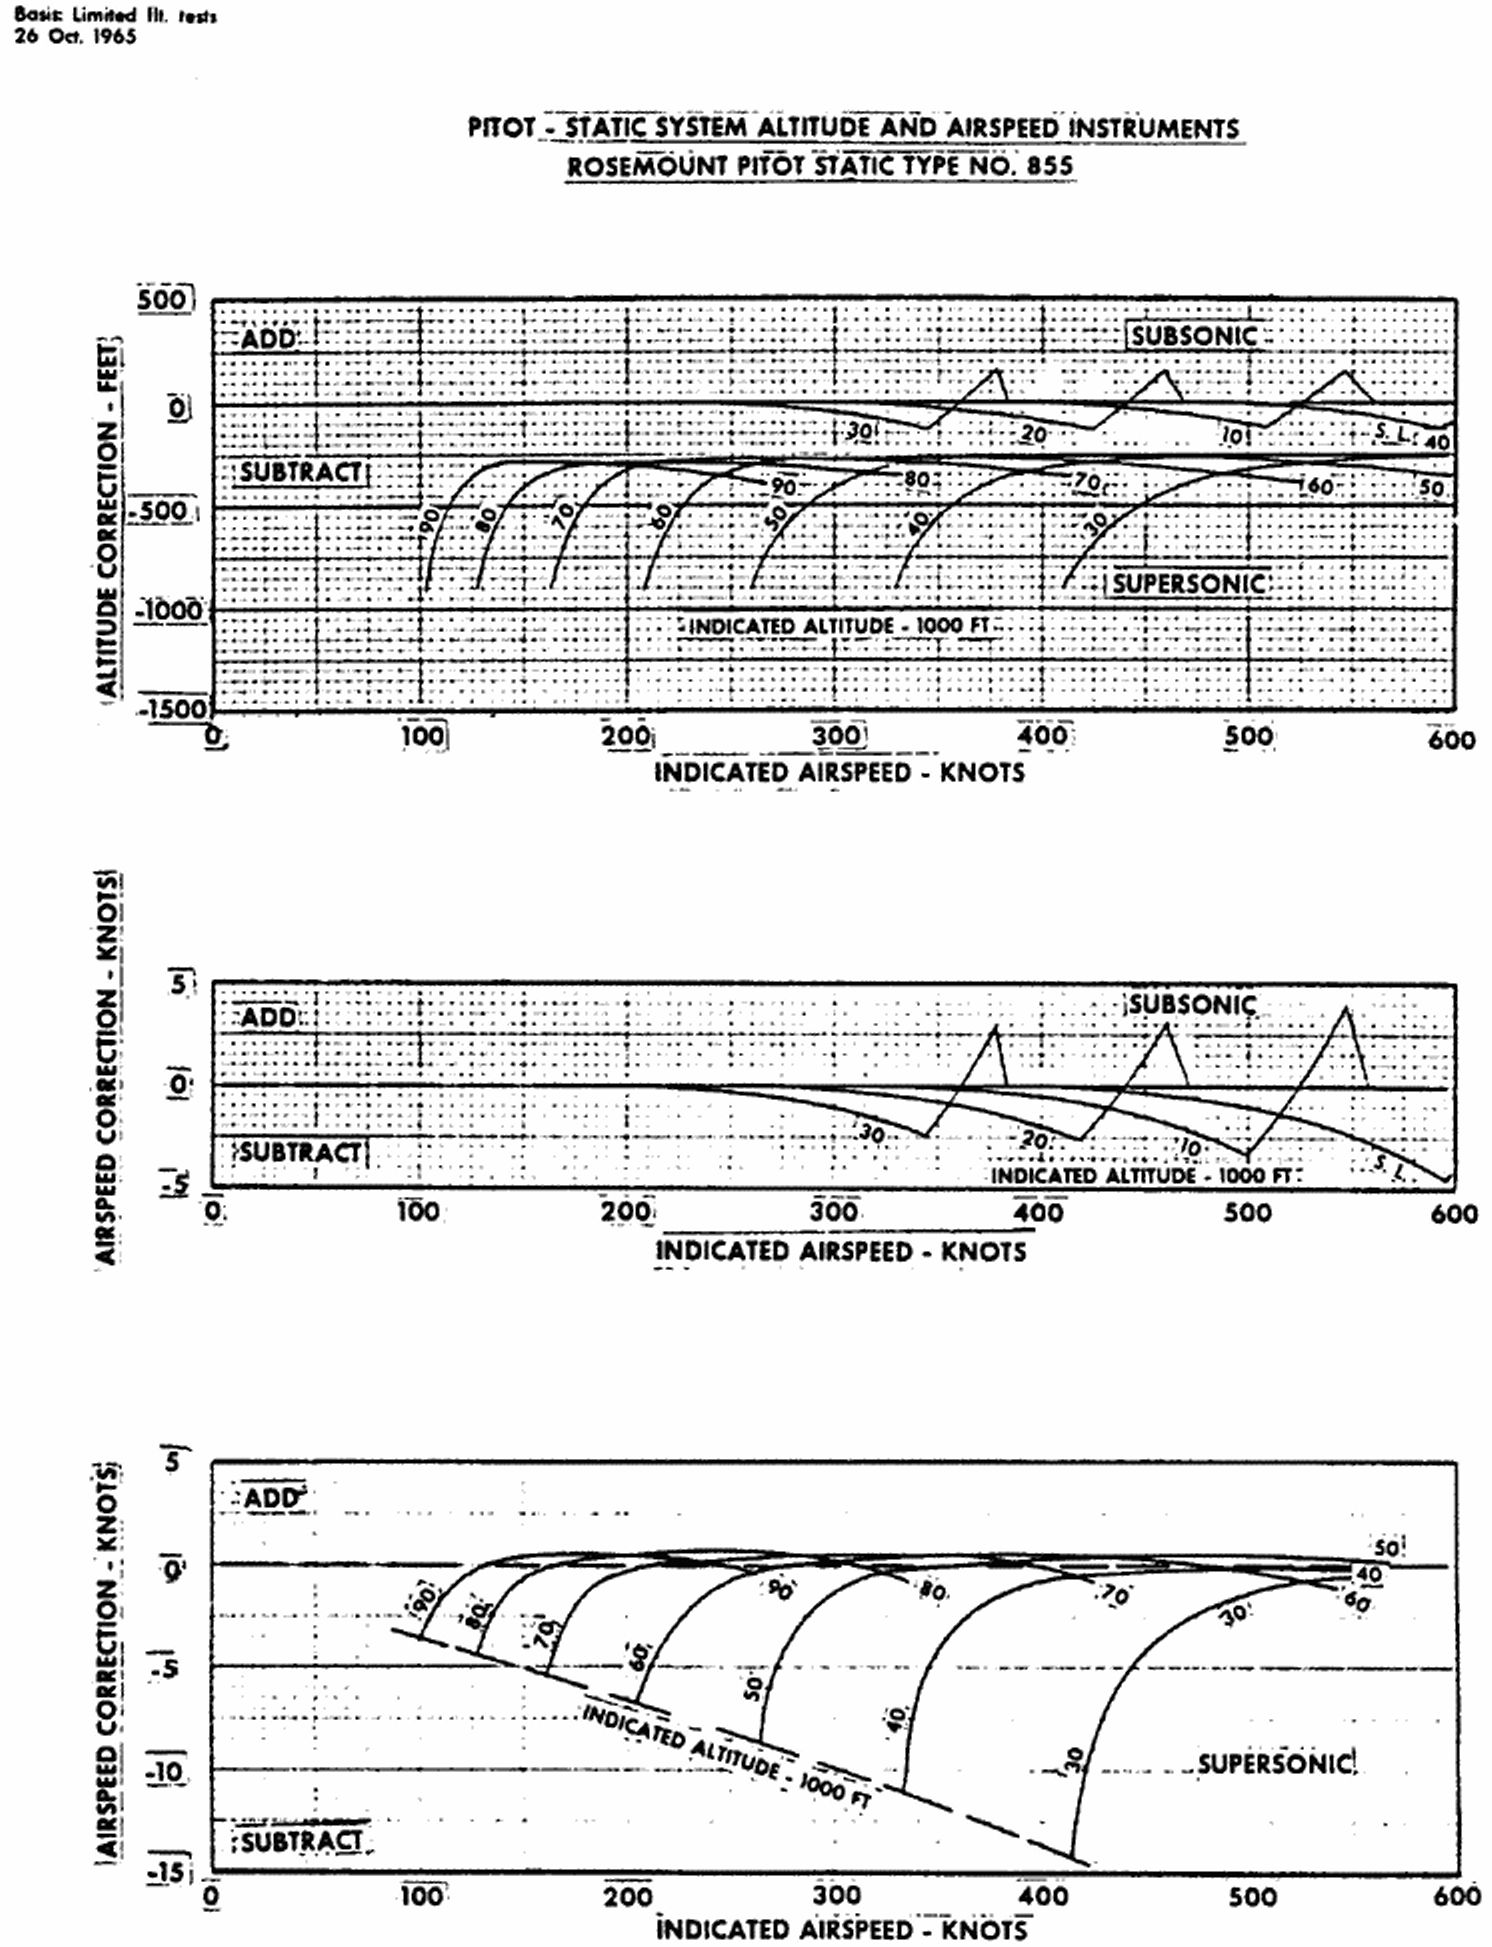 Basis: Limited flt. tests
26 Oct. 1965
PITOT - STATIC SYSTEM ALTITUDE AND AIRSPEED INSTRUMENTS
ROSEMOUNT PITOT STATIC TYPE NO. 855
ALTITUDE CORRECTION - FEET
500
ADD
SUBSONIC
0
30 20 10 S.L. 40
SUBTRACT
90 80 70 60 50
-500
90 80 70 60 50 40 30
SUPERSONIC
-1000
INDICATED ALTITUDE - 1000 FT
-1500
0 100 200 300 400 500 600
INDICATED AIRSPEED - KNOTS
AIRSPEED CORRECTION - KNOTS
5
ADD
SUBSONIC
0
30 20 10 S.L.
SUBTRACT
INDICATED ALTITUDE - 1000 FT
-5
0 100 200 300 400 500 600
INDICATED AIRSPEED - KNOTS
AIRSPEED CORRECTION - KNOTS
5
ADD
50
0
90 80 70 40
60
90 80 70 60 50 40 30
-5
INDICATED ALTITUDE - 1000 FT
30
-10
SUPERSONIC
SUBTRACT
-15
0 100 200 300 400 500 600
INDICATED AIRSPEED - KNOTS